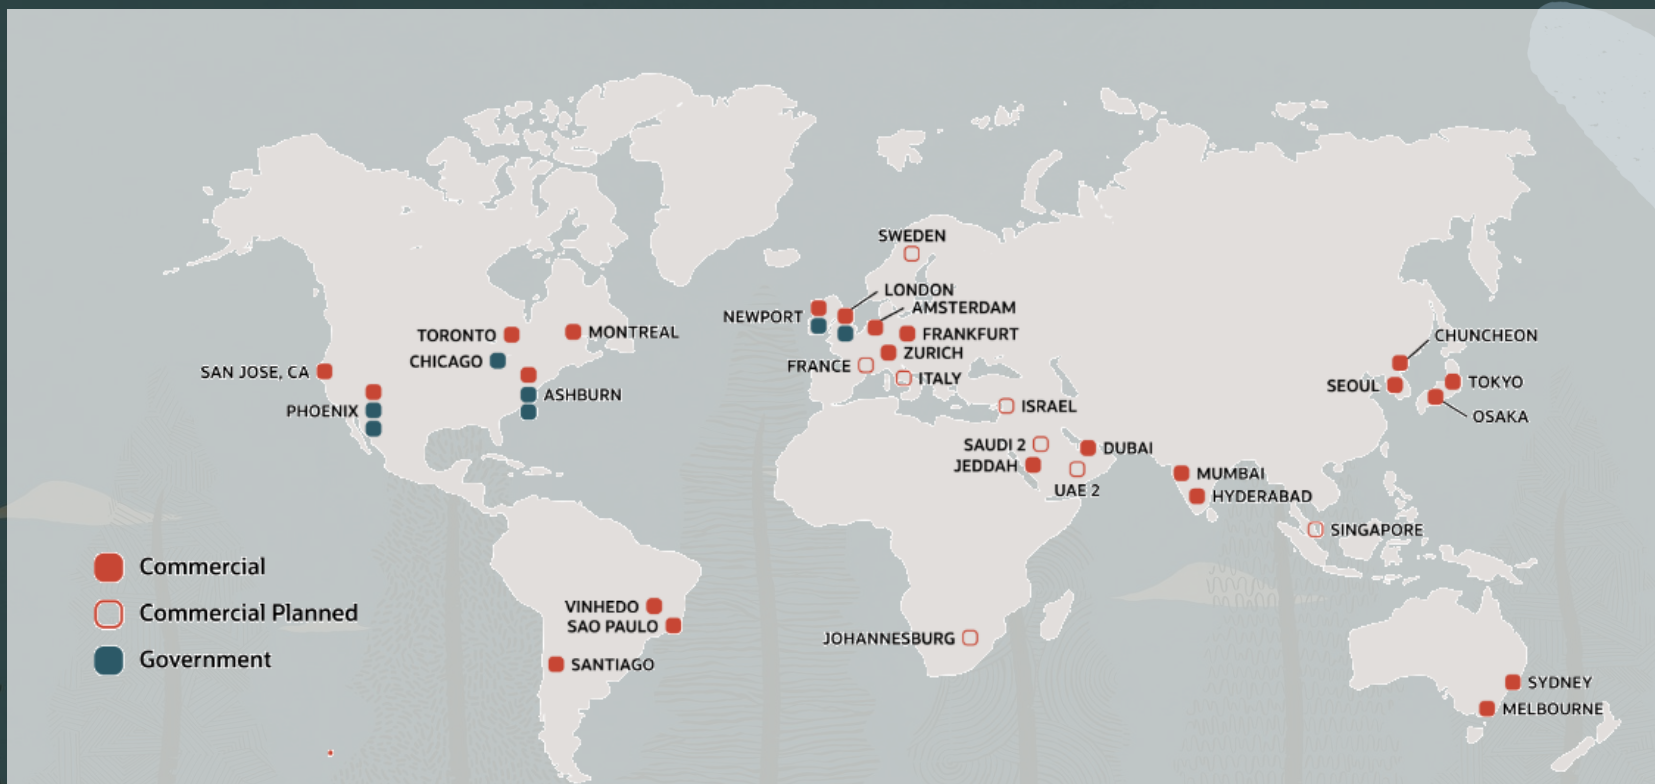 SWEDEN
LONDON
AMSTERDAM
NEWPORT
FRANKFURT
TORONTO
MONTREAL
CHUNCHEON
ZURICH
CHICAGO
FRANCE
SAN JOSE, CA
ITALY
SEOUL
TOKYO
ASHBURN
ISRAEL
PHOENIX
OSAKA
SAUDI 2
DUBAI
JEDDAH
MUMBAI
UAE 2
HYDERABAD
SINGAPORE
Commercial
Commercial Planned
Government
VINHEDO
SAO PAULO
JOHANNESBURG
SANTIAGO
SYDNEY
MELBOURNE